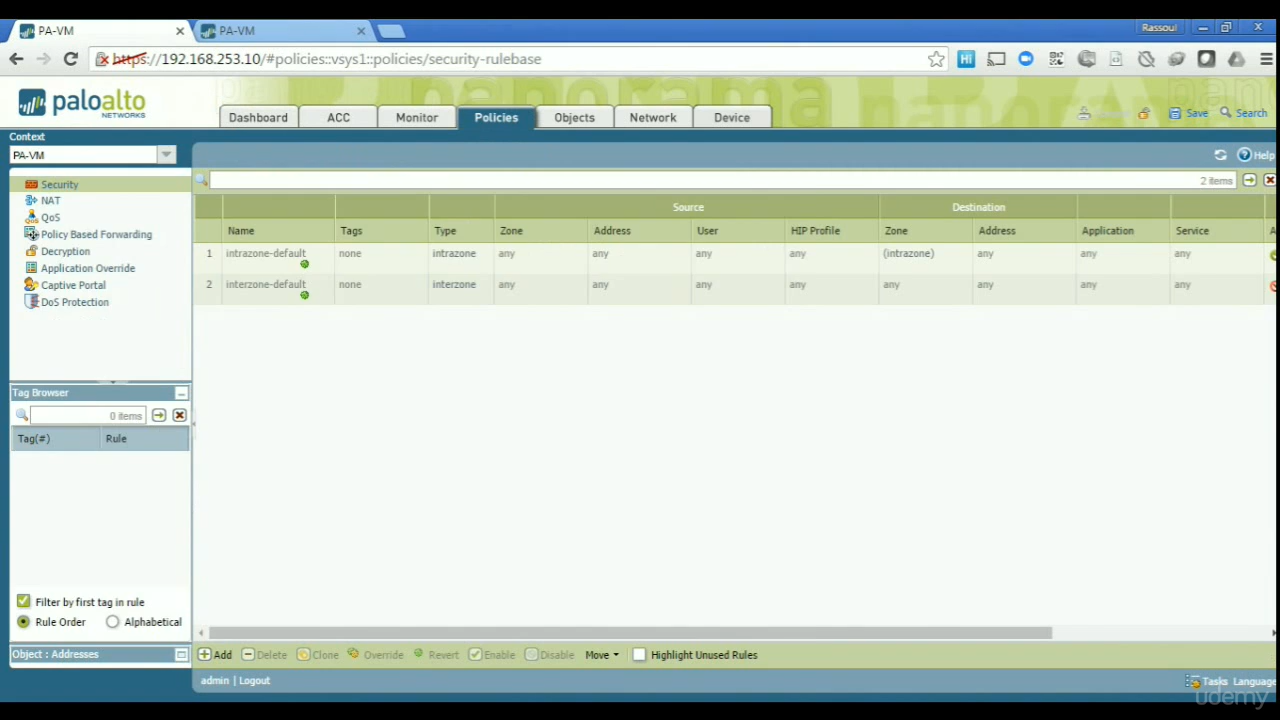 PA-VM
PA-VM
Rassoul
https://192.168.253.10/#policies::vsys1::policies/security-rulebase
Hi
paloalto
NETWORKS
panorama
Dashboard ACC Monitor Policies Objects Network Device
Save Search
Context
PA-VM
Help
Security
NAT
QoS
Policy Based Forwarding
Decryption
Application Override
Captive Portal
DoS Protection
2 items
Source Destination
Name Tags Type Zone Address User HIP Profile Zone Address Application Service A
1 intrazone-default none intrazone any any any any (intrazone) any any any
2 interzone-default none interzone any any any any any any any any
Tag Browser
0 items
Tag(#) Rule
Filter by first tag in rule
Rule Order Alphabetical
Object : Addresses
Add Delete Clone Override Revert Enable Disable Move Highlight Unused Rules
admin | Logout
Tasks Language
udemy